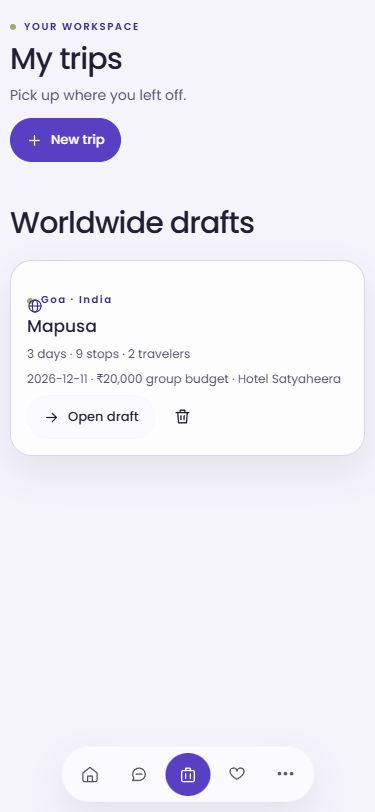 YOUR WORKSPACE
My trips
Pick up where you left off.
New trip
Worldwide drafts
Goa · India
Mapusa
3 days · 9 stops · 2 travelers
2026-12-11 · ₹20,000 group budget · Hotel Satyaheera
Open draft